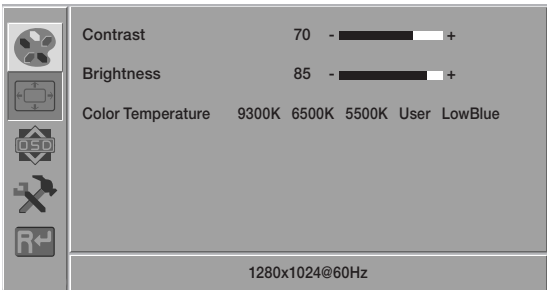 Contrast 70 - +
Brightness 85 - +
Color Temperature 9300K 6500K 5500K User LowBlue
OSD
R
1280x1024@60Hz